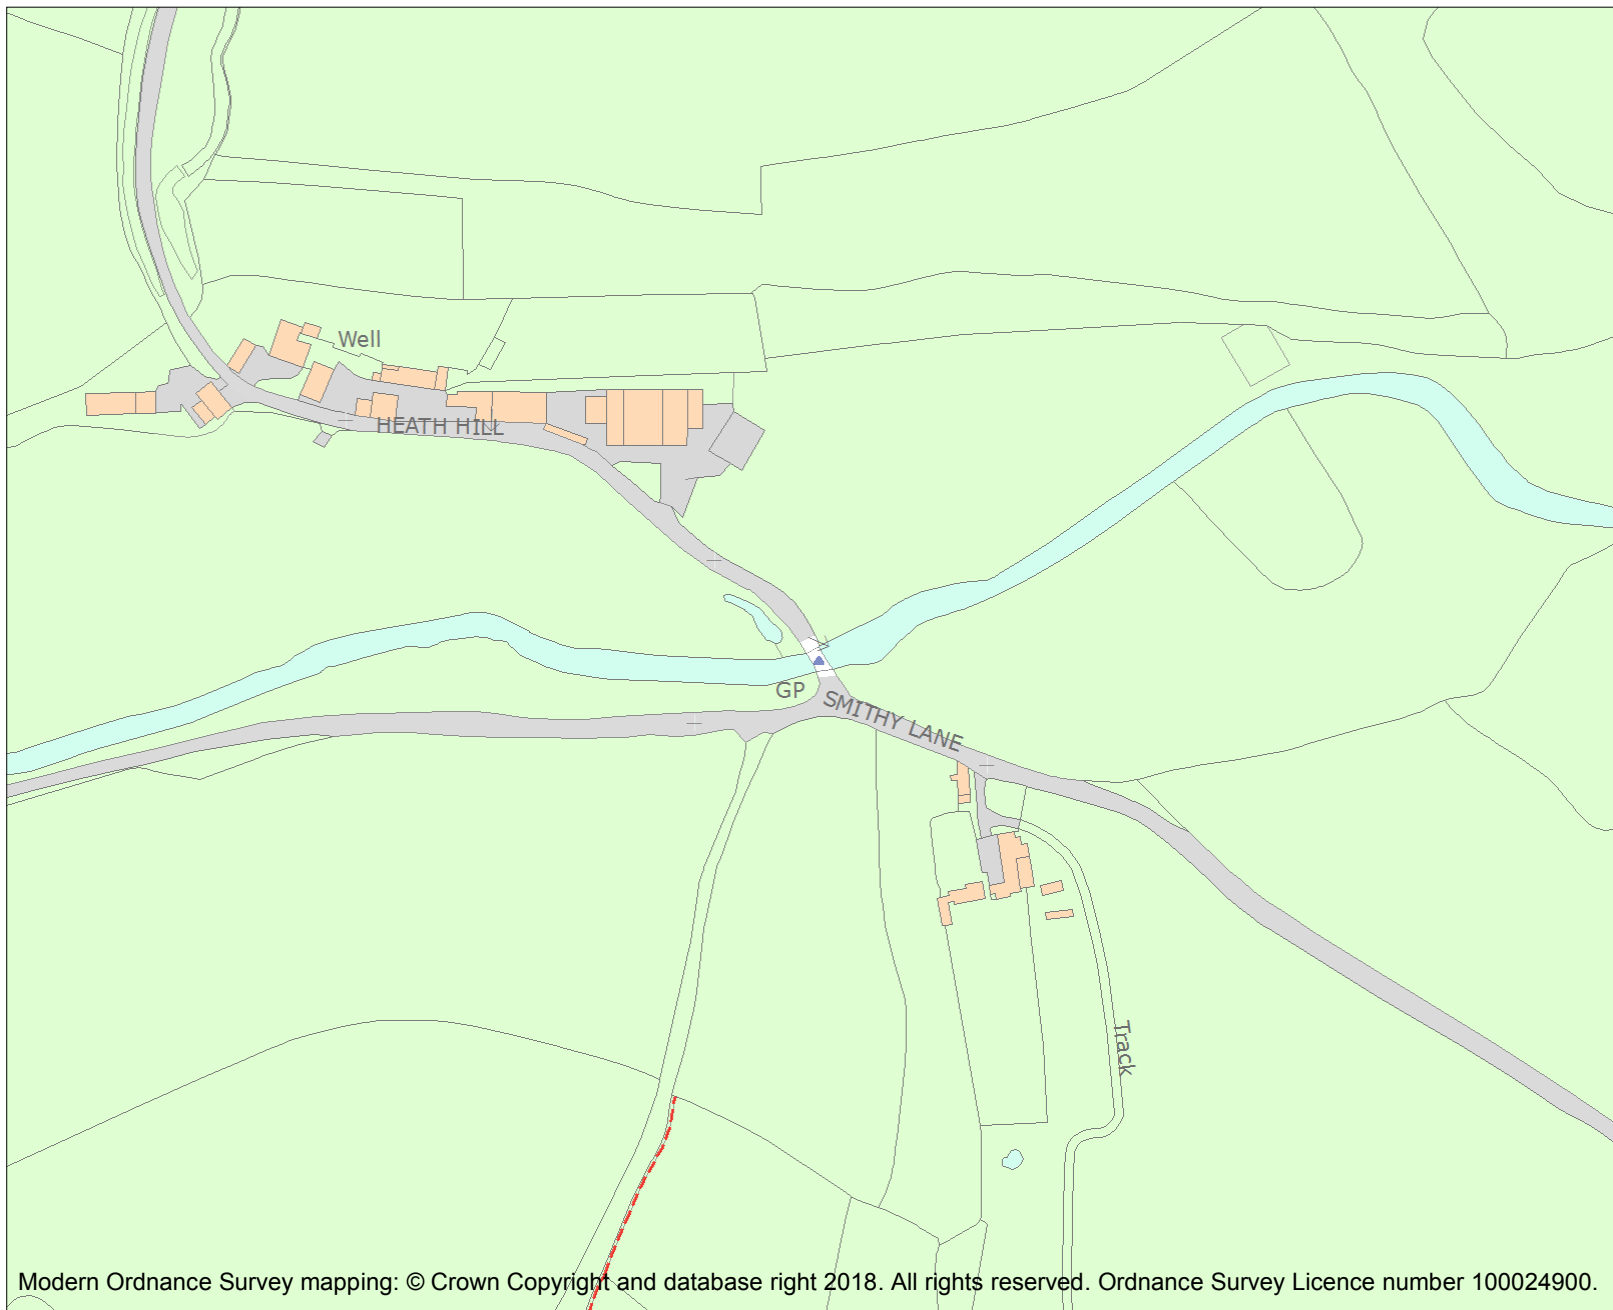 Well
HEATH HILL
GP
SMITHY LANE
Track
Modern Ordnance Survey mapping: © Crown Copyright and database right 2018. All rights reserved. Ordnance Survey Licence number 100024900.